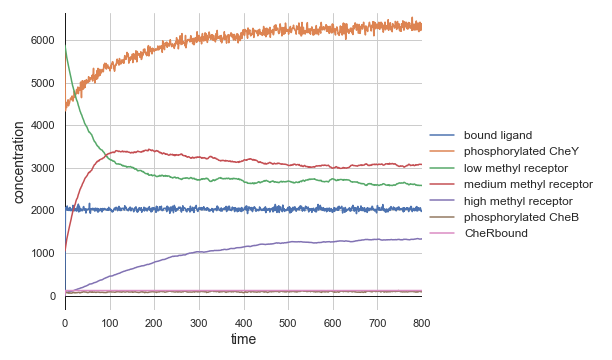 6000
5000
4000
3000
2000
1000
0
concentration
0 100 200 300 400 500 600 700 800
time
bound ligand
phosphorylated CheY
low methyl receptor
medium methyl receptor
high methyl receptor
phosphorylated CheB
CheRbound